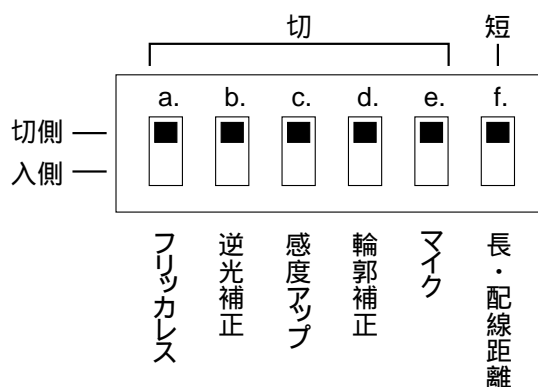 切
短
a.
b.
c.
d.
e.
f.
切側
入側
フリッカレス
逆光補正
感度アップ
輪郭補正
マイク
長・配線距離